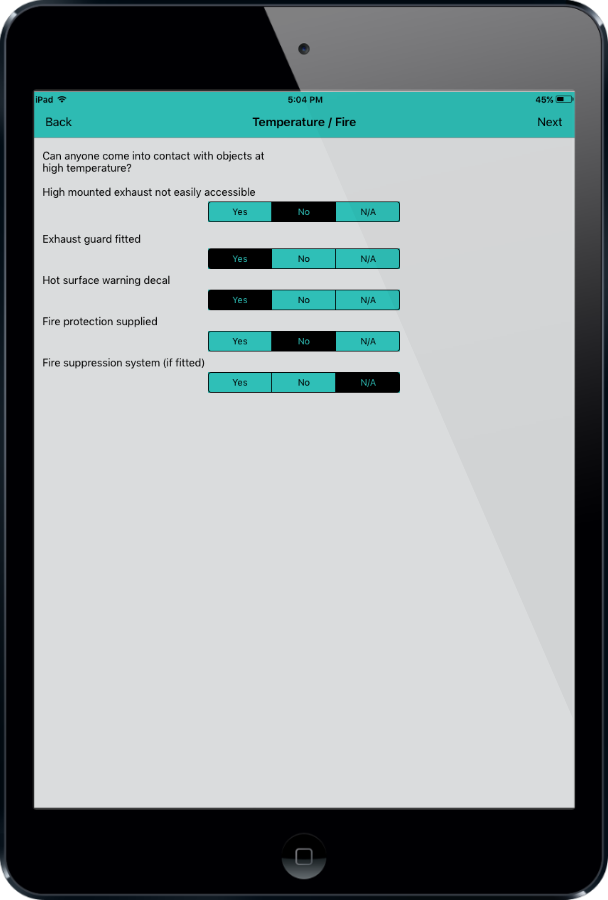 iPad 5:04 PM 45%
Back Temperature / Fire Next
Can anyone come into contact with objects at
high temperature?
High mounted exhaust not easily accessible
Yes No N/A
Exhaust guard fitted
Yes No N/A
Hot surface warning decal
Yes No N/A
Fire protection supplied
Yes No N/A
Fire suppression system (if fitted)
Yes No N/A